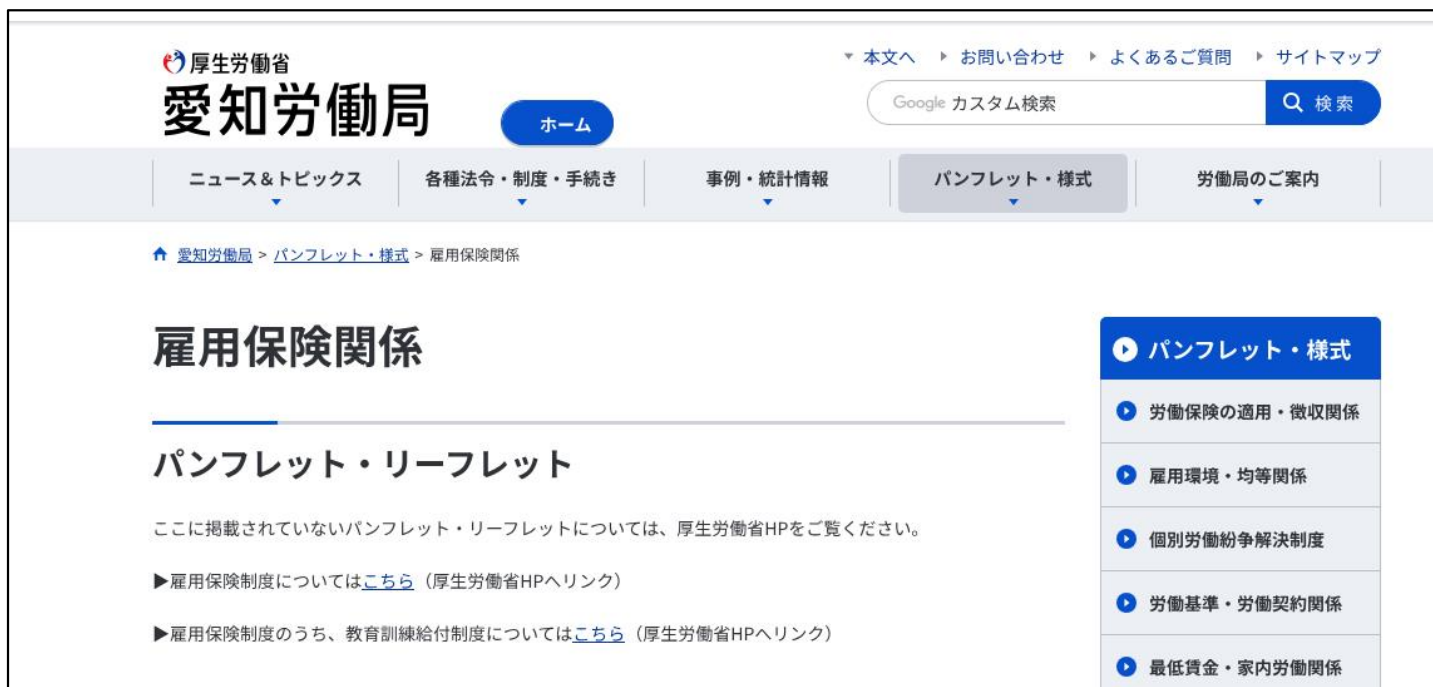 厚生労働省
愛知労働局
ホーム
本文へ お問い合わせ よくあるご質問 サイトマップ
Google カスタム検索 検索
ニュース&トピックス 各種法令・制度・手続き 事例・統計情報 パンフレット・様式 労働局のご案内
愛知労働局 > パンフレット・様式 > 雇用保険関係
雇用保険関係
パンフレット・リーフレット
ここに掲載されていないパンフレット・リーフレットについては、厚生労働省HPをご覧ください。
▶雇用保険制度についてはこちら(厚生労働省HPへリンク)
▶雇用保険制度のうち、教育訓練給付制度についてはこちら(厚生労働省HPへリンク)
パンフレット・様式
労働保険の適用・徴収関係
雇用環境・均等関係
個別労働紛争解決制度
労働基準・労働契約関係
最低賃金・家内労働関係